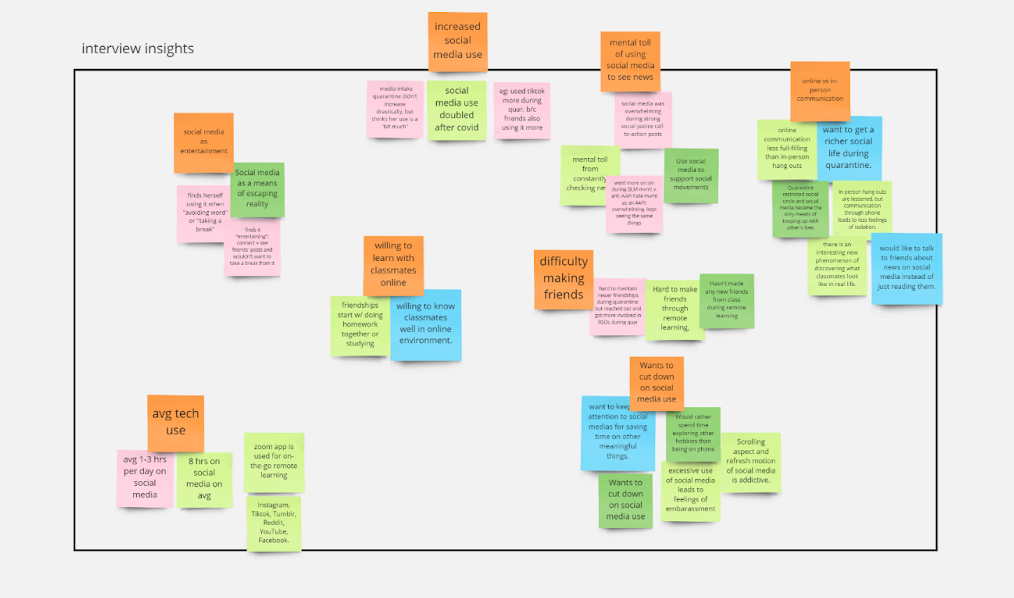 interview insights
increased
social
media use
media intake
quarantine didn't
increase
drastically, but
thinks her use is a
"bit much"
social
media use
doubled
after covid
eg: used tiktok
more during
quar. b/c
friends also
using it more
mental toll
of using
social media
to see news
social media was
overwhelming
during strong
social justice call-
to-action posts
mental toll
from
constantly
checking
went more on sm
during BLM mvmt v.
anti AAPI hate mvmt
as an AAPI;
overwhelming, kept
seeing the same
things
Use social
media to
support social
movements
online vs in-
person
communication
online
communication
less full-filling
than in-person
hang outs
want to get a
richer social
life during
quarantine.
Quarantine
restricted social
circle and social
media became the
only means of
keeping up with
other's lives
In-person hang outs
are lessened, but
communication
through phone
leads to less feelings
of isolation.
there is an
interesting new
phenomenon of
discovering what
classmates look
like in real life.
would like to talk
to friends about
news on social
media instead of
just reading them.
social media
as
entertainment
Social media
as a means
of escaping
reality
finds herself
using it when
"avoiding word"
or "taking a
break"
finds it
"entertaining":
connect + see
friends' posts and
wouldn't want to
take a break from it
willing to
learn with
classmates
online
friendships
start w/ doing
homework
together or
studying
willing to know
classmates
well in online
environment.
difficulty
making
friends
hard to maintain
newer friendships
during quarantine
but reached out and
got more involved in
RSOs during quar
Hard to make
friends
through
remote
learning,
Hasn't made
any new friends
from class
during remote
learning
Wants to
cut down
on social
media use
want to keep
attention to social
medias for saving
time on other
meaningful
things.
Would rather
spend time
exploring other
hobbies then
being on phone
Scrolling
aspect and
refresh motion
of social media
is addictive.
Wants to
cut down
on social
media use
excessive use
of social media
leads to
feelings of
embarassment
avg tech
use
avg 1-3 hrs
per day on
social
media
8 hrs on
social
media on
avg
zoom app is
used for on-
the-go remote
learning
Instagram,
Tiktok, Tumblr,
Reddit,
YouTube,
Facebook.